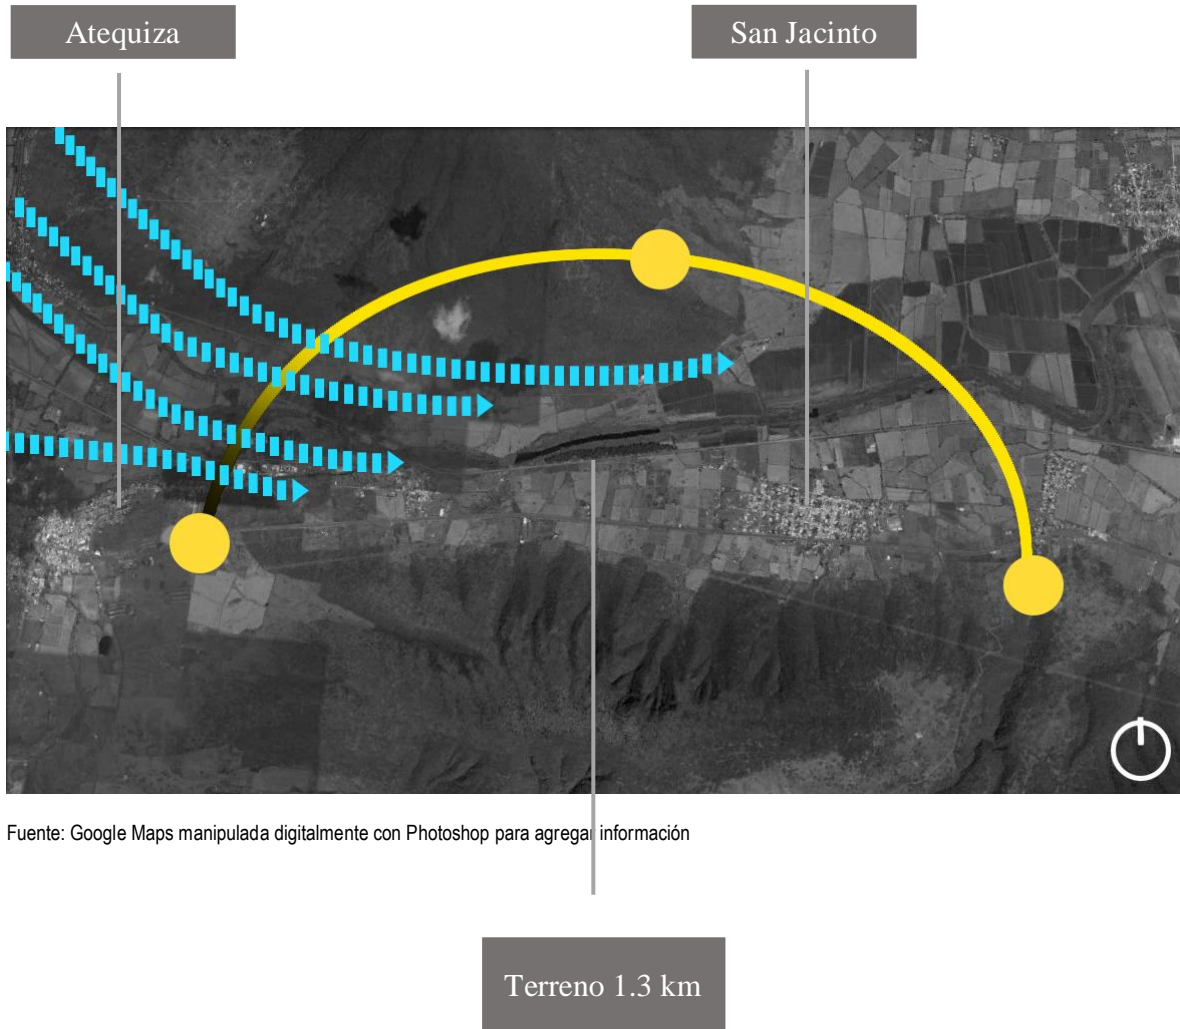 Atequiza
San Jacinto
Fuente: Google Maps manipulada digitalmente con Photoshop para agregar información
Terreno 1.3 km